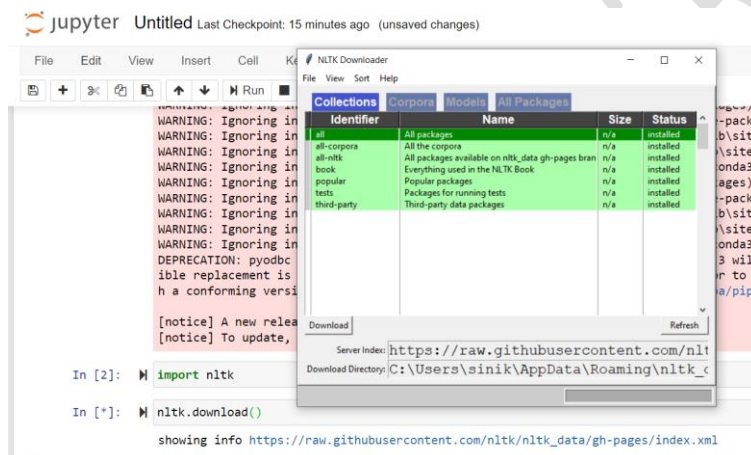 jupyter Untitled Last Checkpoint: 15 minutes ago (unsaved changes)
File Edit View Insert Cell
Run
WARNING: Ignoring in
WARNING: Ignoring in
WARNING: Ignoring in
WARNING: Ignoring in
WARNING: Ignoring in
WARNING: Ignoring in
WARNING: Ignoring in
WARNING: Ignoring in
WARNING: Ignoring in
DEPRECATION: pyodbc
ible replacement is
h a conforming versi
[notice] A new relea
[notice] To update,
NLTK Downloader
File View Sort Help
Collections Corpora Models All Packages
Identifier Name Size Status
all All packages n/a installed
all-corpora All the corpora n/a installed
all-nltk All packages available on nltk_data gh-pages bran n/a installed
book Everything used in the NLTK Book n/a installed
popular Popular packages n/a installed
tests Packages for running tests n/a installed
third-party Third-party data packages n/a installed
Download Refresh
Server Index: https://raw.githubusercontent.com/nlt
Download Directory: C:\Users\sinik\AppData\Roaming\nltk_
In [2]: import nltk
In [*]: nltk.download()
showing info https://raw.githubusercontent.com/nltk/nltk_data/gh-pages/index.xml